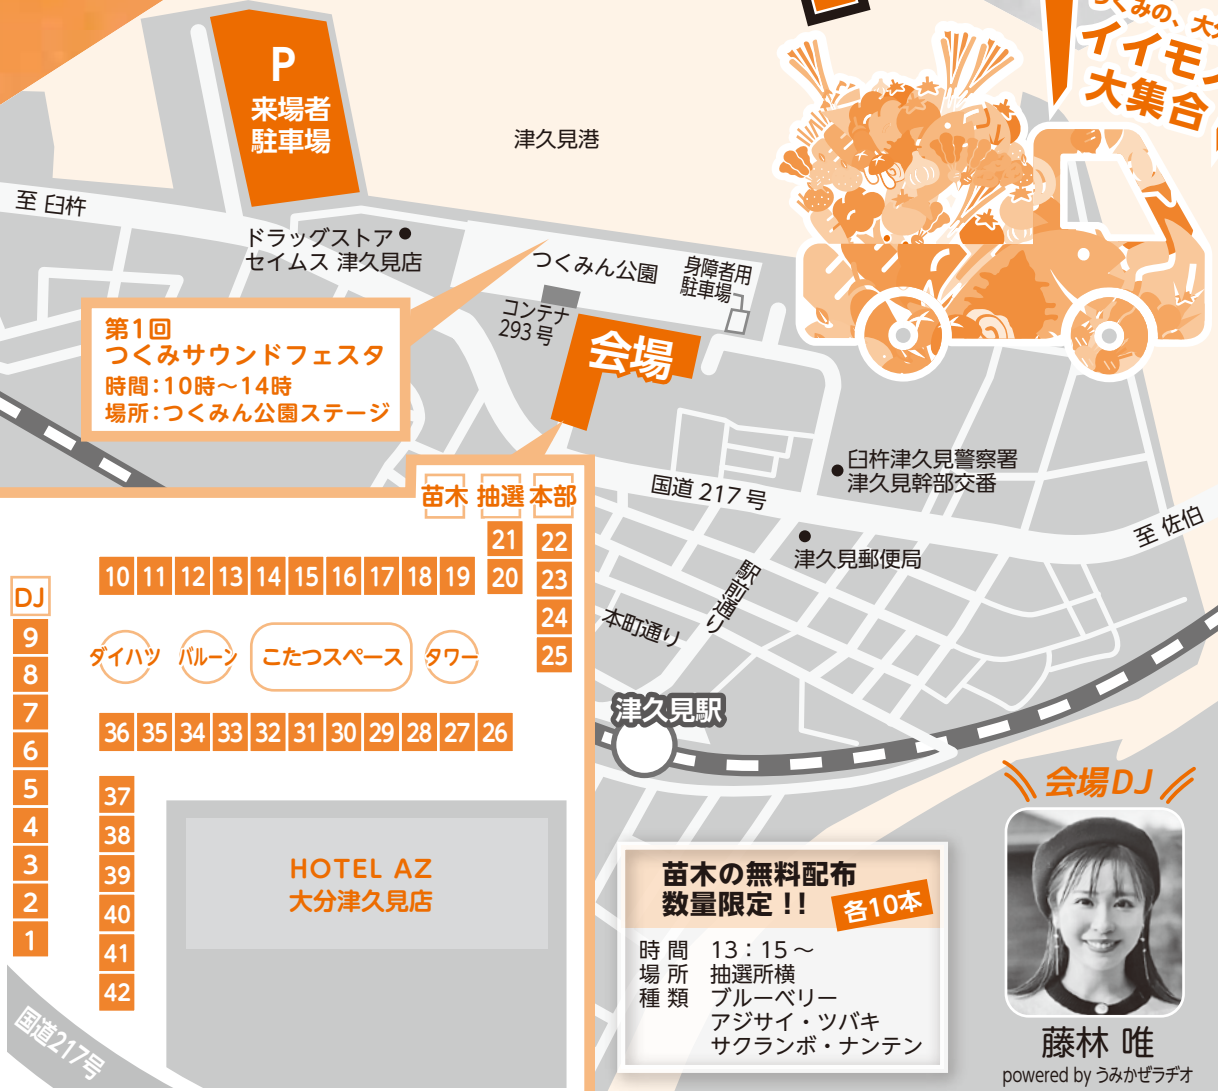 つくみの、大分
イイモノ
大集合
P
来場者
駐車場
津久見港
至 臼杵
ドラッグストア
セイムス 津久見店
つくみん公園
身障者用
駐車場
コンテナ
293号
会場
第1回
つくみサウンドフェスタ
時間：10時～14時
場所：つくみん公園ステージ
臼杵津久見警察署
津久見幹部交番
国道 217 号
至 佐伯
津久見郵便局
駅前通り
本町通り
津久見駅
苗木 抽選 本部
21 22
10 11 12 13 14 15 16 17 18 19 20 23
24
25
DJ
9
8
7
6
5
4
3
2
1
ダイハツ バルーン こたつスペース タワー
36 35 34 33 32 31 30 29 28 27 26
37
38
39
40
41
42
HOTEL AZ
大分津久見店
国道217号
苗木の無料配布
数量限定！！ 各10本
時間 13：15～
場所 抽選所横
種類 ブルーベリー
アジサイ・ツバキ
サクランボ・ナンテン
会場DJ
藤林 唯
powered by うみかぜラヂオ